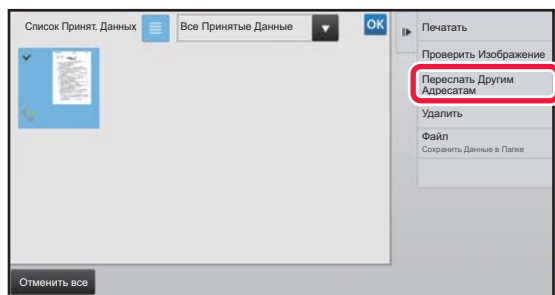 Список Принят. Данных
Все Принятые Данные
OK
Печатать
Проверить Изображение
Переслать Другим
Адресатам
Удалить
Файл
Сохранить Данные в Папке
Отменить все